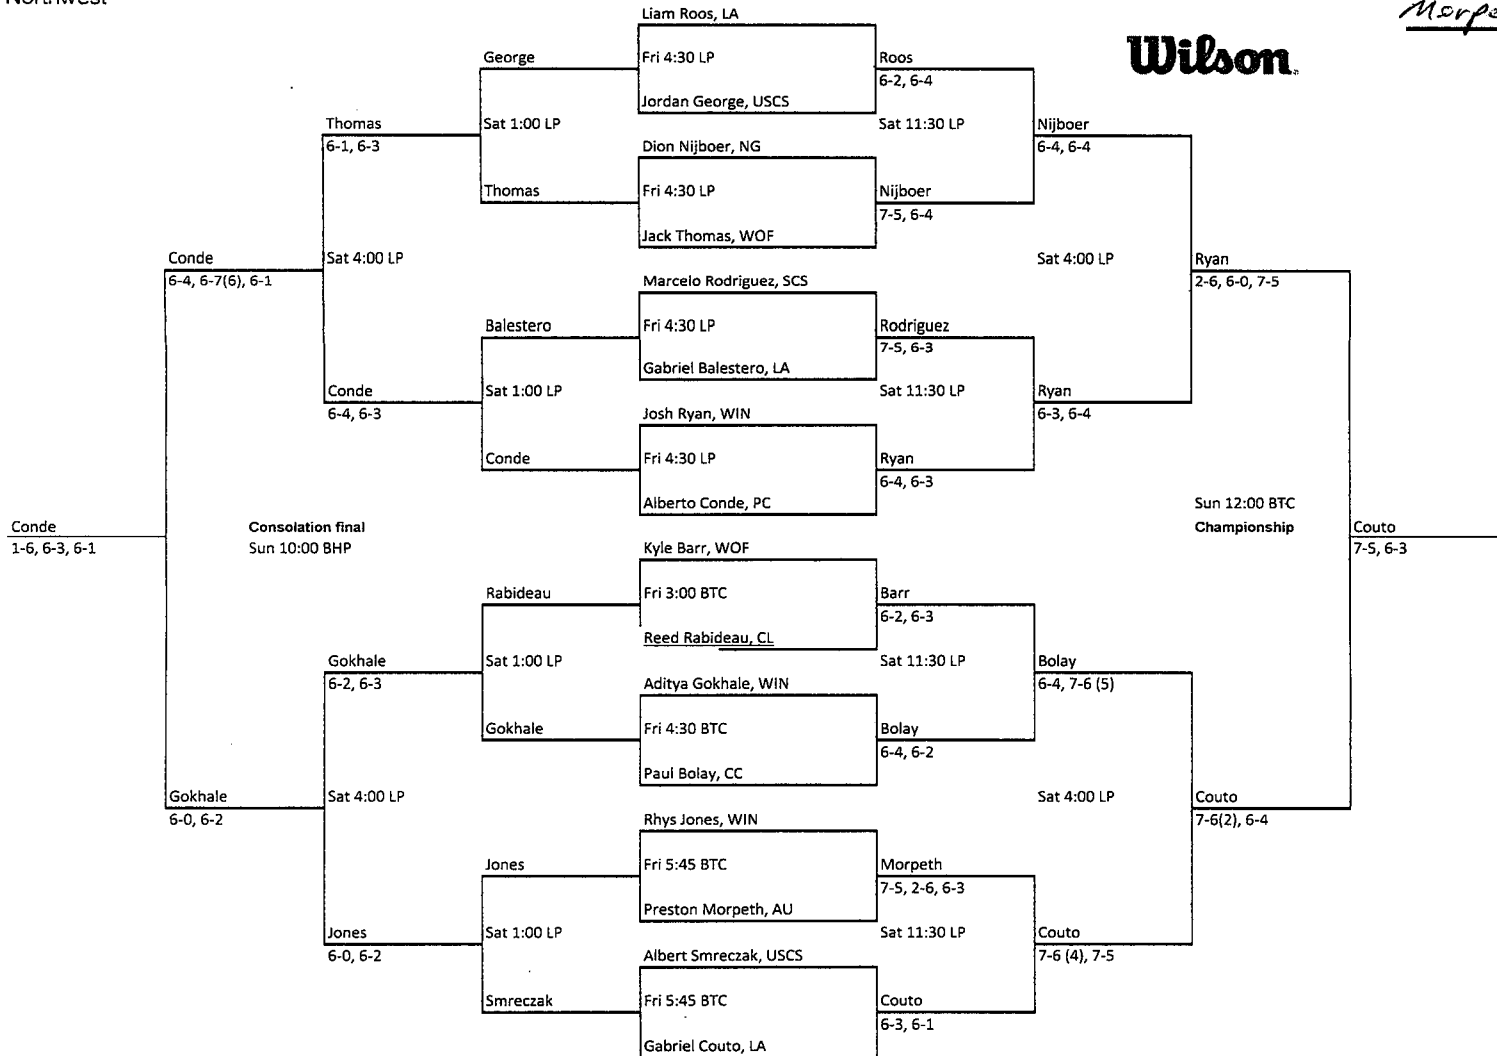 Northwest
Wilson
Liam Roos, LA
George
Fri 4:30 LP
Roos
6-2, 6-4
Jordan George, USCS
Thomas
6-1, 6-3
Sat 1:00 LP
Sat 11:30 LP
Nijboer
6-4, 6-4
Dion Nijboer, NG
Thomas
Fri 4:30 LP
Nijboer
7-5, 6-4
Jack Thomas, WOF
Conde
6-4, 6-7(6), 6-1
Sat 4:00 LP
Sat 4:00 LP
Ryan
2-6, 6-0, 7-5
Marcelo Rodriguez, SCS
Balestero
Fri 4:30 LP
Rodriguez
7-5, 6-3
Gabriel Balestero, LA
Conde
6-4, 6-3
Sat 1:00 LP
Sat 11:30 LP
Ryan
6-3, 6-4
Josh Ryan, WIN
Conde
Fri 4:30 LP
Ryan
6-4, 6-3
Alberto Conde, PC
Sun 12:00 BTC
Championship
Conde
1-6, 6-3, 6-1
Consolation final
Sun 10:00 BHP
Couto
7-5, 6-3
Kyle Barr, WOF
Rabideau
Fri 3:00 BTC
Barr
6-2, 6-3
Reed Rabideau, CL
Gokhale
6-2, 6-3
Sat 1:00 LP
Sat 11:30 LP
Bolay
6-4, 7-6 (5)
Aditya Gokhale, WIN
Gokhale
Fri 4:30 BTC
Bolay
6-4, 6-2
Paul Bolay, CC
Gokhale
6-0, 6-2
Sat 4:00 LP
Sat 4:00 LP
Couto
7-6(2), 6-4
Rhys Jones, WIN
Jones
Fri 5:45 BTC
Morpeth
7-5, 2-6, 6-3
Preston Morpeth, AU
Jones
6-0, 6-2
Sat 1:00 LP
Sat 11:30 LP
Couto
7-6 (4), 7-5
Albert Smreczak, USCS
Smreczak
Fri 5:45 BTC
Couto
6-3, 6-1
Gabriel Couto, LA